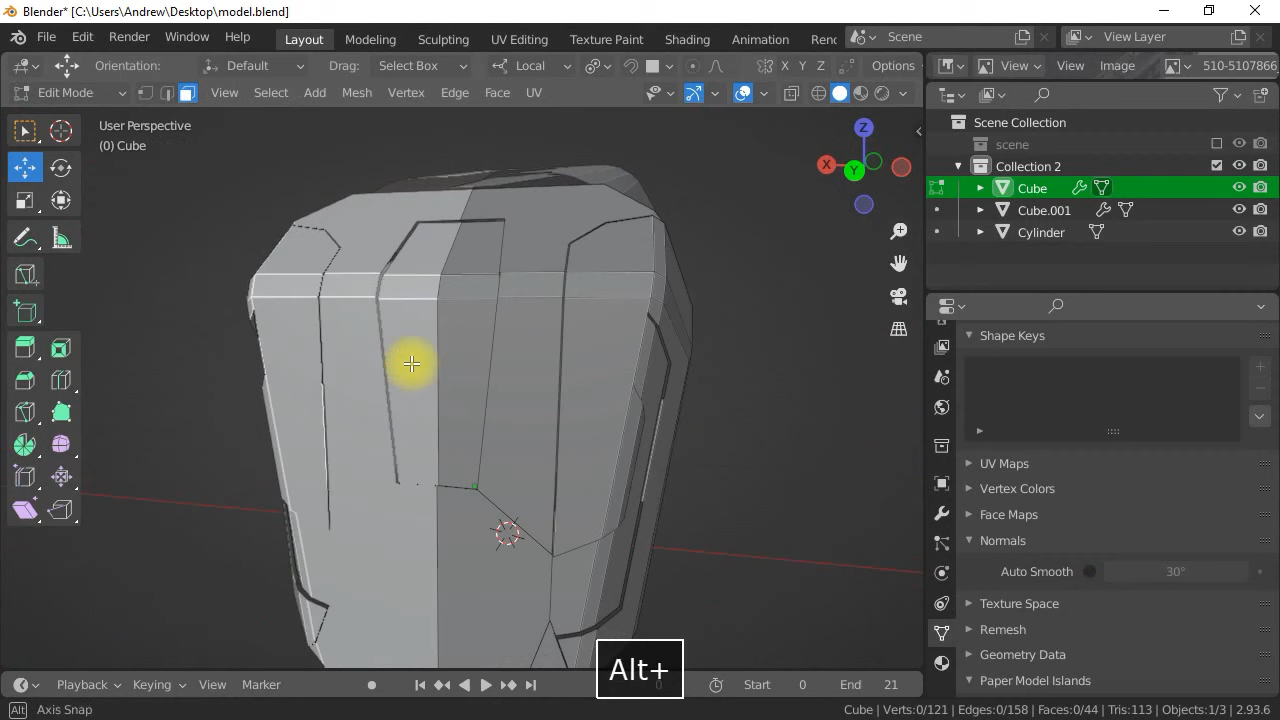 Blender* [C:\Users\Andrew\Desktop\model.blend]
File Edit Render Window Help Layout Modeling Sculpting UV Editing Texture Paint Shading Animation Ren Scene View Layer
Orientation: Default Drag: Select Box Local X Y Z Options View View Image 510-5107866
Edit Mode View Select Add Mesh Vertex Edge Face UV
User Perspective
(0) Cube
Z
X
Y
Scene Collection
scene
Collection 2
Cube
Cube.001
Cylinder
Shape Keys
UV Maps
Vertex Colors
Face Maps
Normals
Auto Smooth 30°
Texture Space
Remesh
Geometry Data
Paper Model Islands
Alt+
Playback Keying View Marker 0 Start 0 End 21
Alt Axis Snap Cube | Verts:0/121 | Edges:0/158 | Faces:0/44 | Tris:113 | Objects:1/3 | 2.93.6